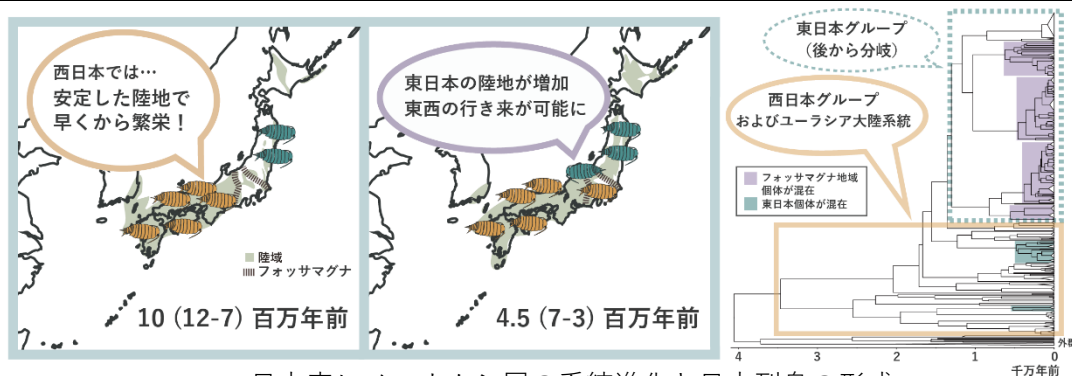 西日本では…
安定した陸地で
早くから繁栄！
陸域
フォッサマグナ
10 (12-7) 百万年前
東日本の陸地が増加
東西の行き来が可能に
4.5 (7-3) 百万年前
東日本グループ
(後から分岐)
西日本グループ
およびユーラシア大陸系統
フォッサマグナ地域
個体が混在
東日本個体が混在
外群
4 3 2 1 0
千万年前